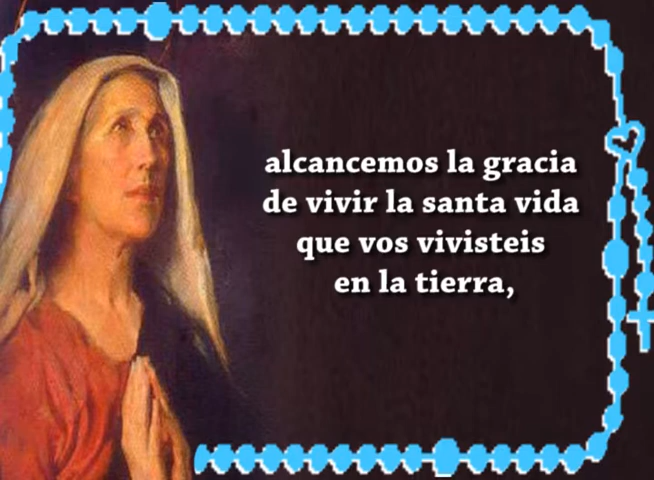 alcancemos la gracia
de vivir la santa vida
que vos vivisteis
en la tierra,